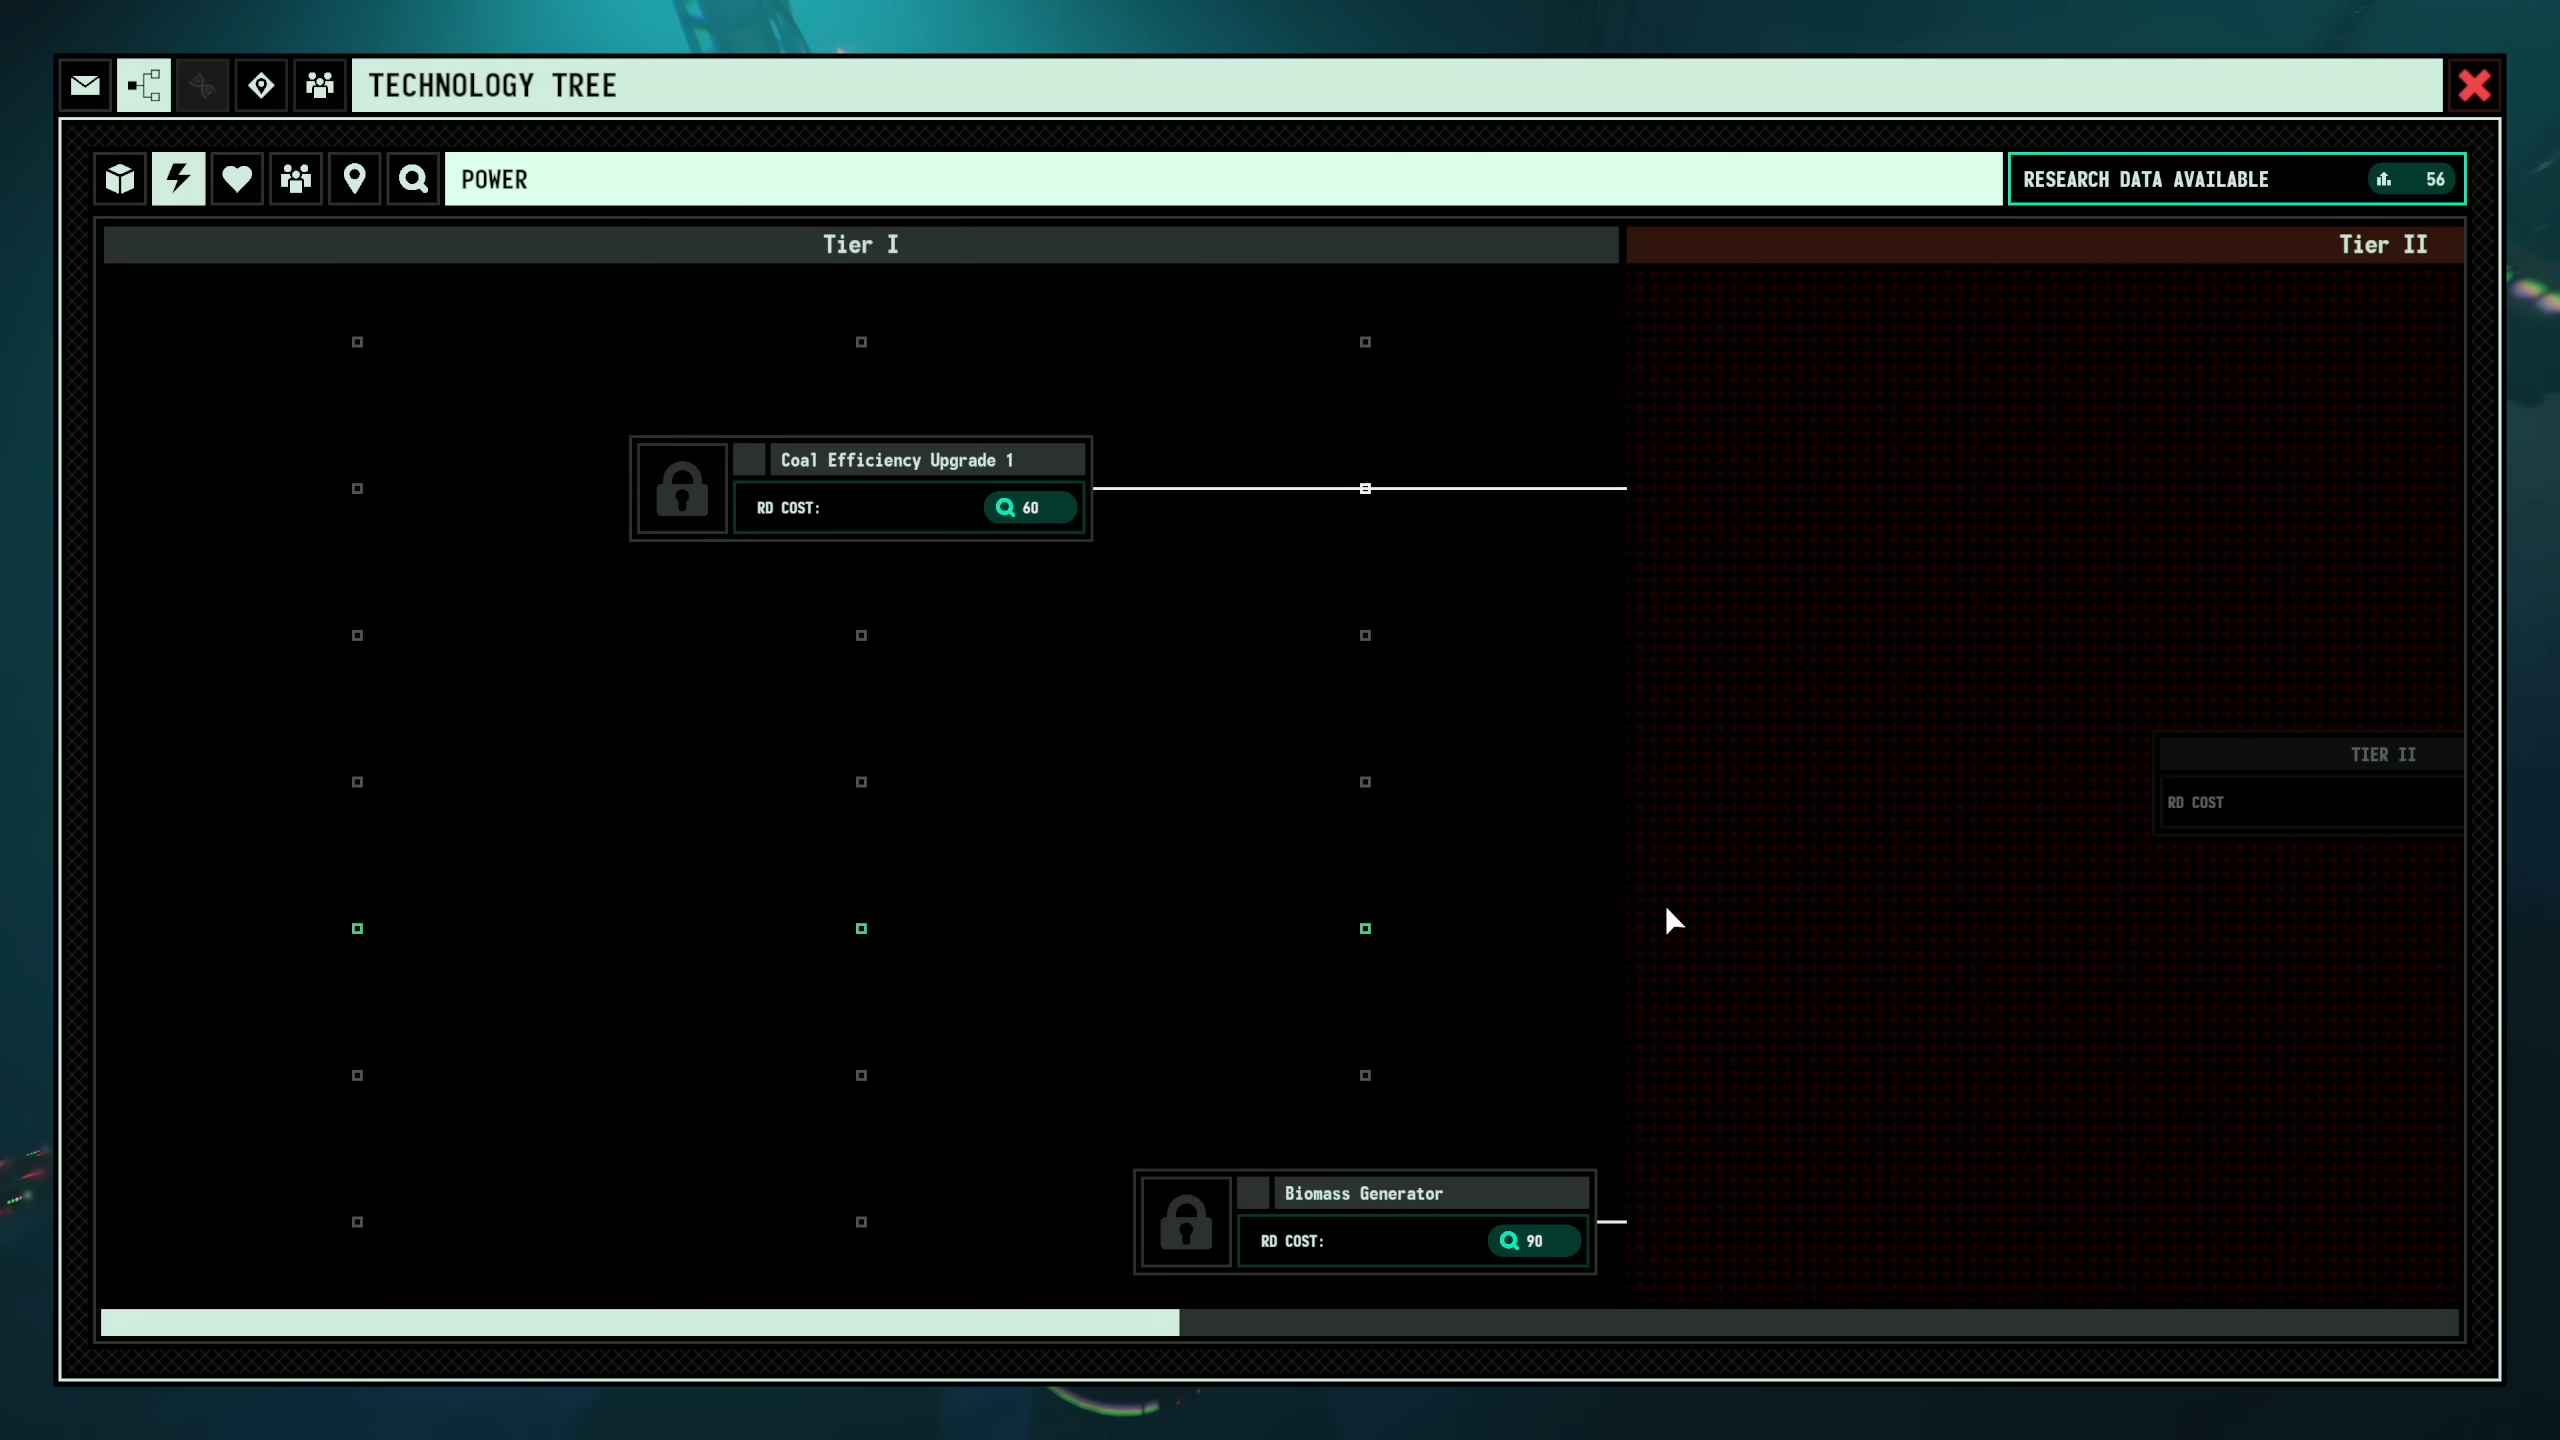 TECHNOLOGY TREE
POWER
RESEARCH DATA AVAILABLE 56
Tier I
Tier II
Coal Efficiency Upgrade 1
RD COST: 60
TIER II
RD COST
Biomass Generator
RD COST: 90